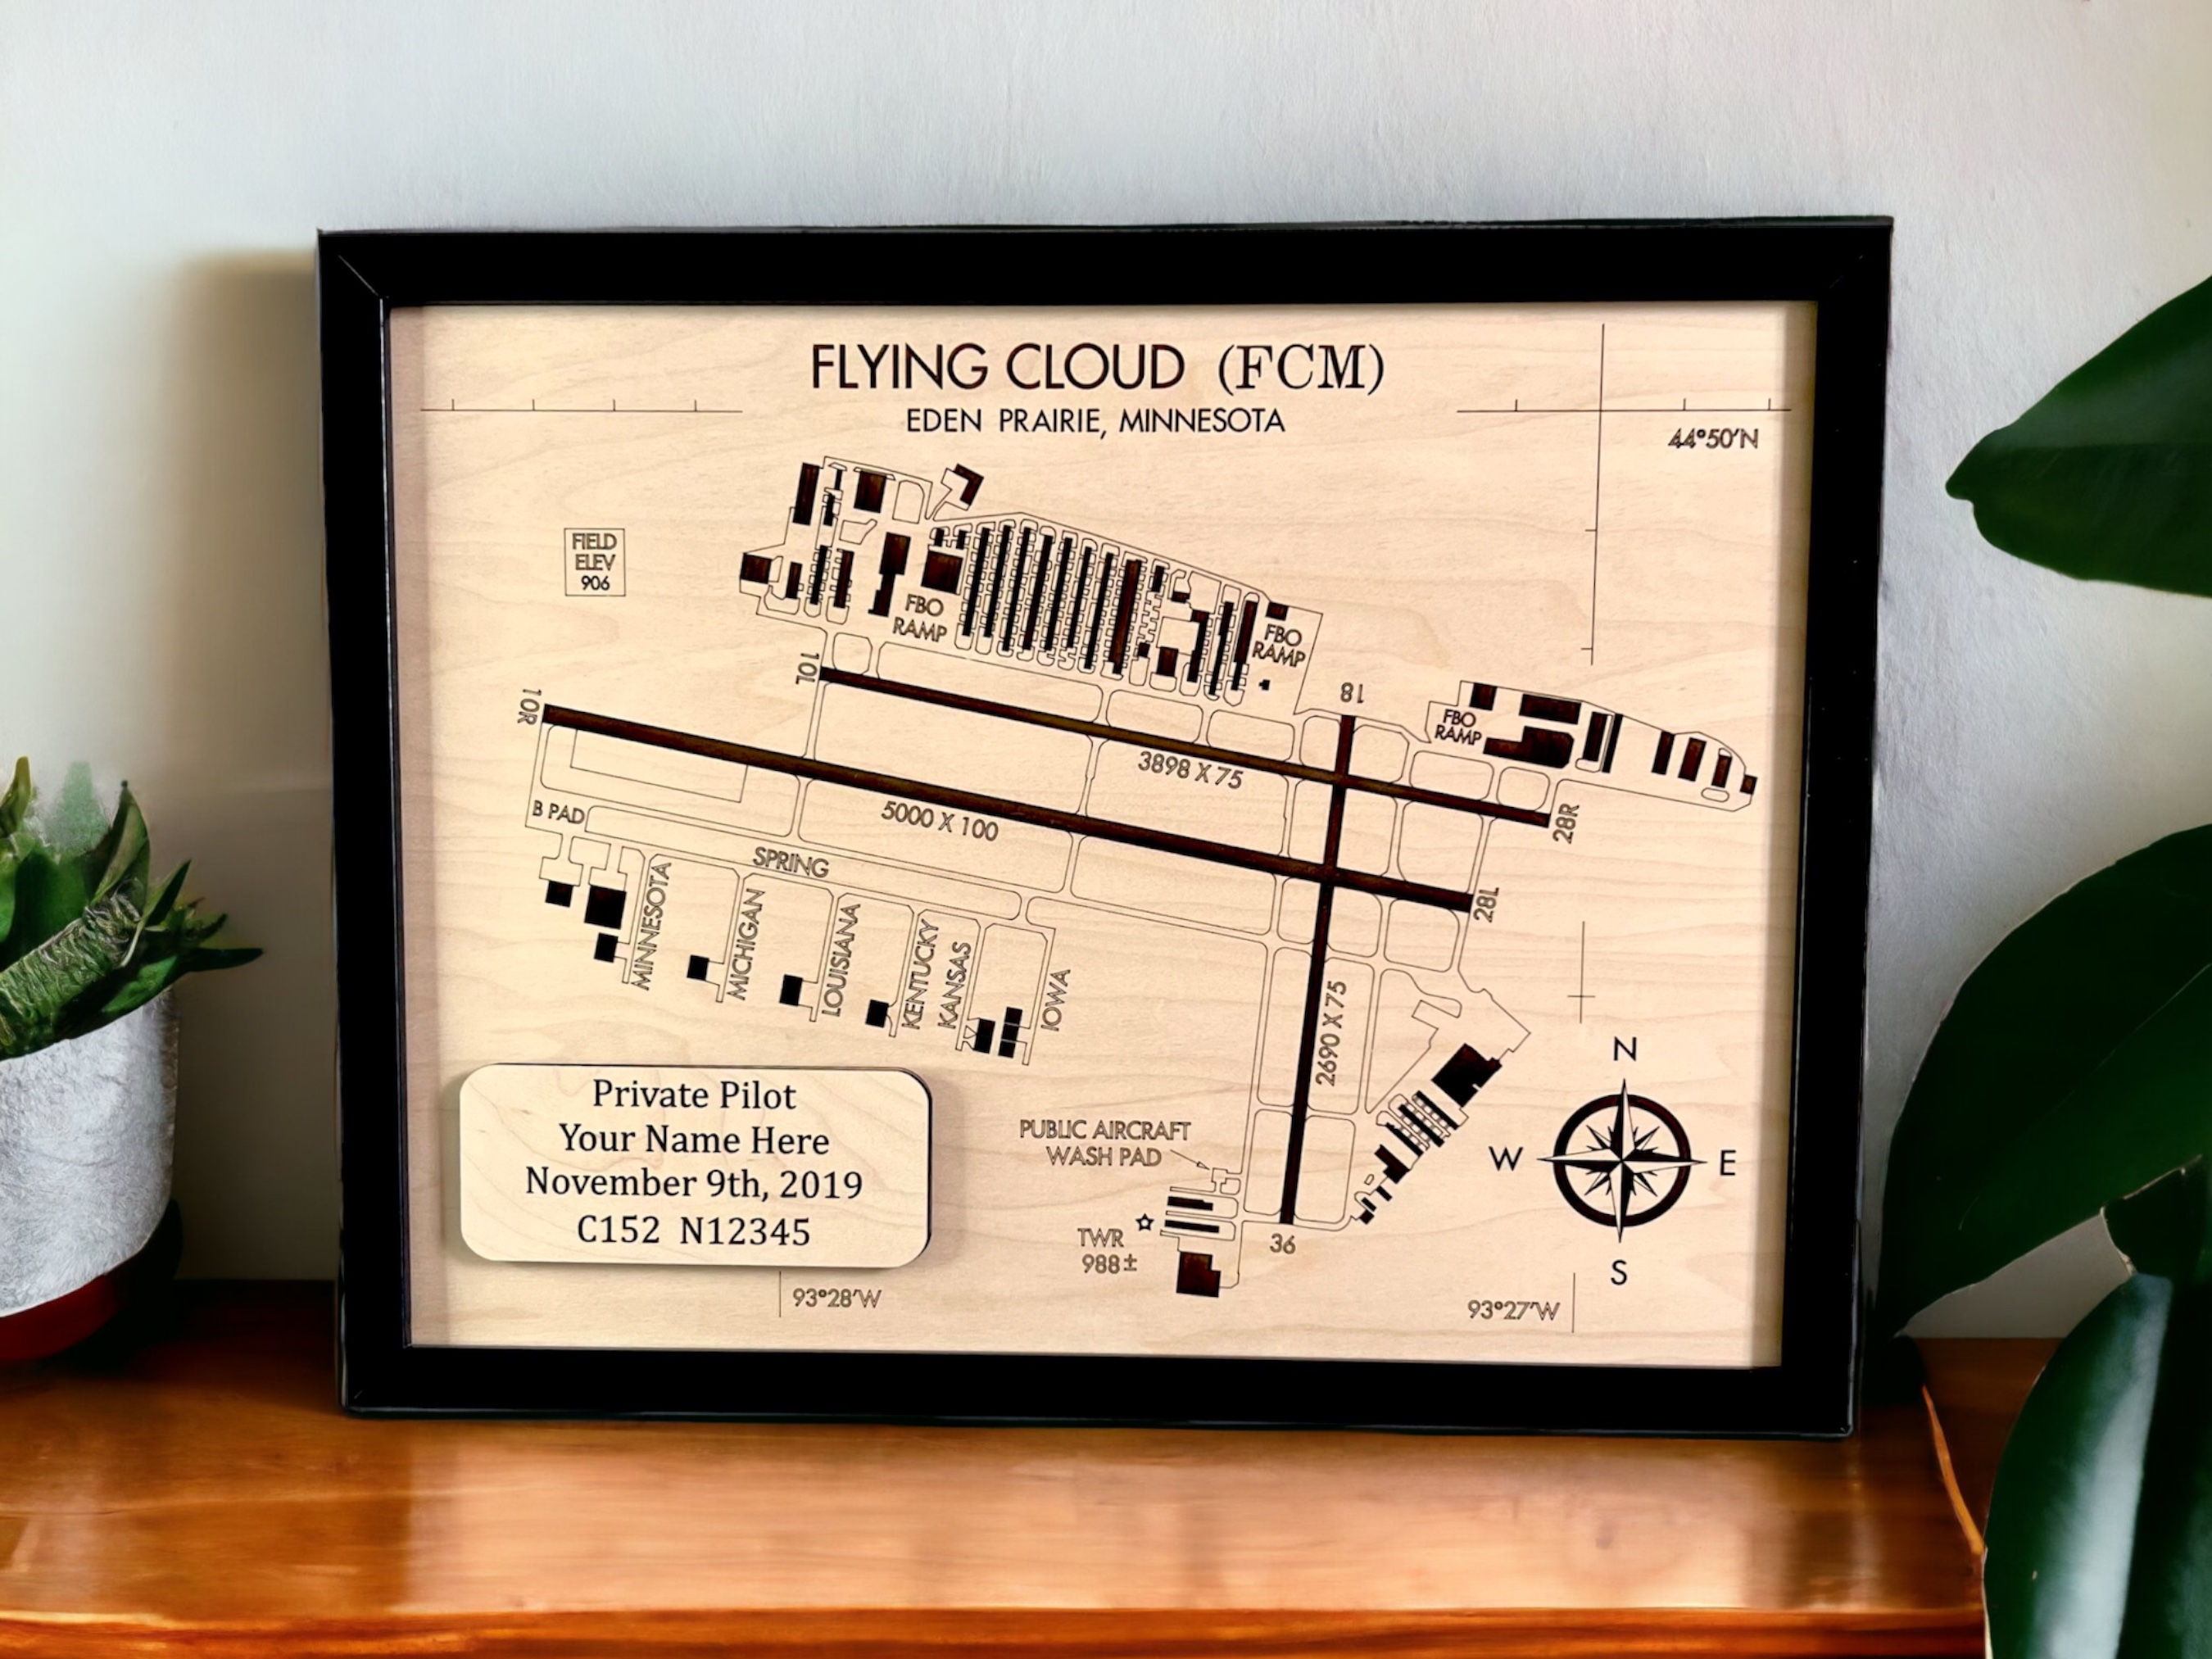 FLYING CLOUD (FCM)
EDEN PRAIRIE, MINNESOTA
44°50'N
FIELD
ELEV
906
FBO
RAMP
FBO
RAMP
10L
10R
18
FBO
RAMP
3898 X 75
5000 X 100
28R
B PAD
SPRING
28L
MINNESOTA
MICHIGAN
LOUISIANA
KENTUCKY
KANSAS
IOWA
2690 X 75
N
W
E
S
Private Pilot
Your Name Here
November 9th, 2019
C152 N12345
PUBLIC AIRCRAFT
WASH PAD
TWR
988±
36
93°28'W
93°27'W